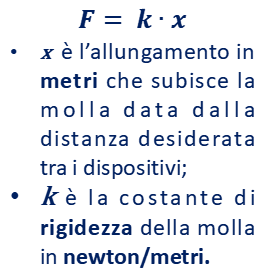 F = k · x
• x è l’allungamento in
metri che subisce la
molla data dalla
distanza desiderata
tra i dispositivi;
• k è la costante di
rigidezza della molla
in newton/metri.